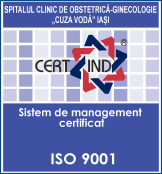 SPITALUL CLINIC DE OBSTETRICĂ-GINECOLOGIE
„CUZA VODĂ” IAŞI
CERT IND
Sistem de management
certificat
ISO 9001